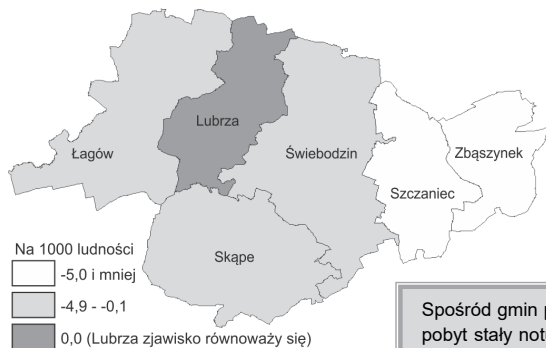 Lubrza
Łagów
Świebodzin
Zbąszynek
Szczaniec
Skąpe
Na 1000 ludności
-5,0 i mniej
-4,9 - -0,1
0,0 (Lubrza zjawisko równoważy się)
Spośród gmin
pobyt stały